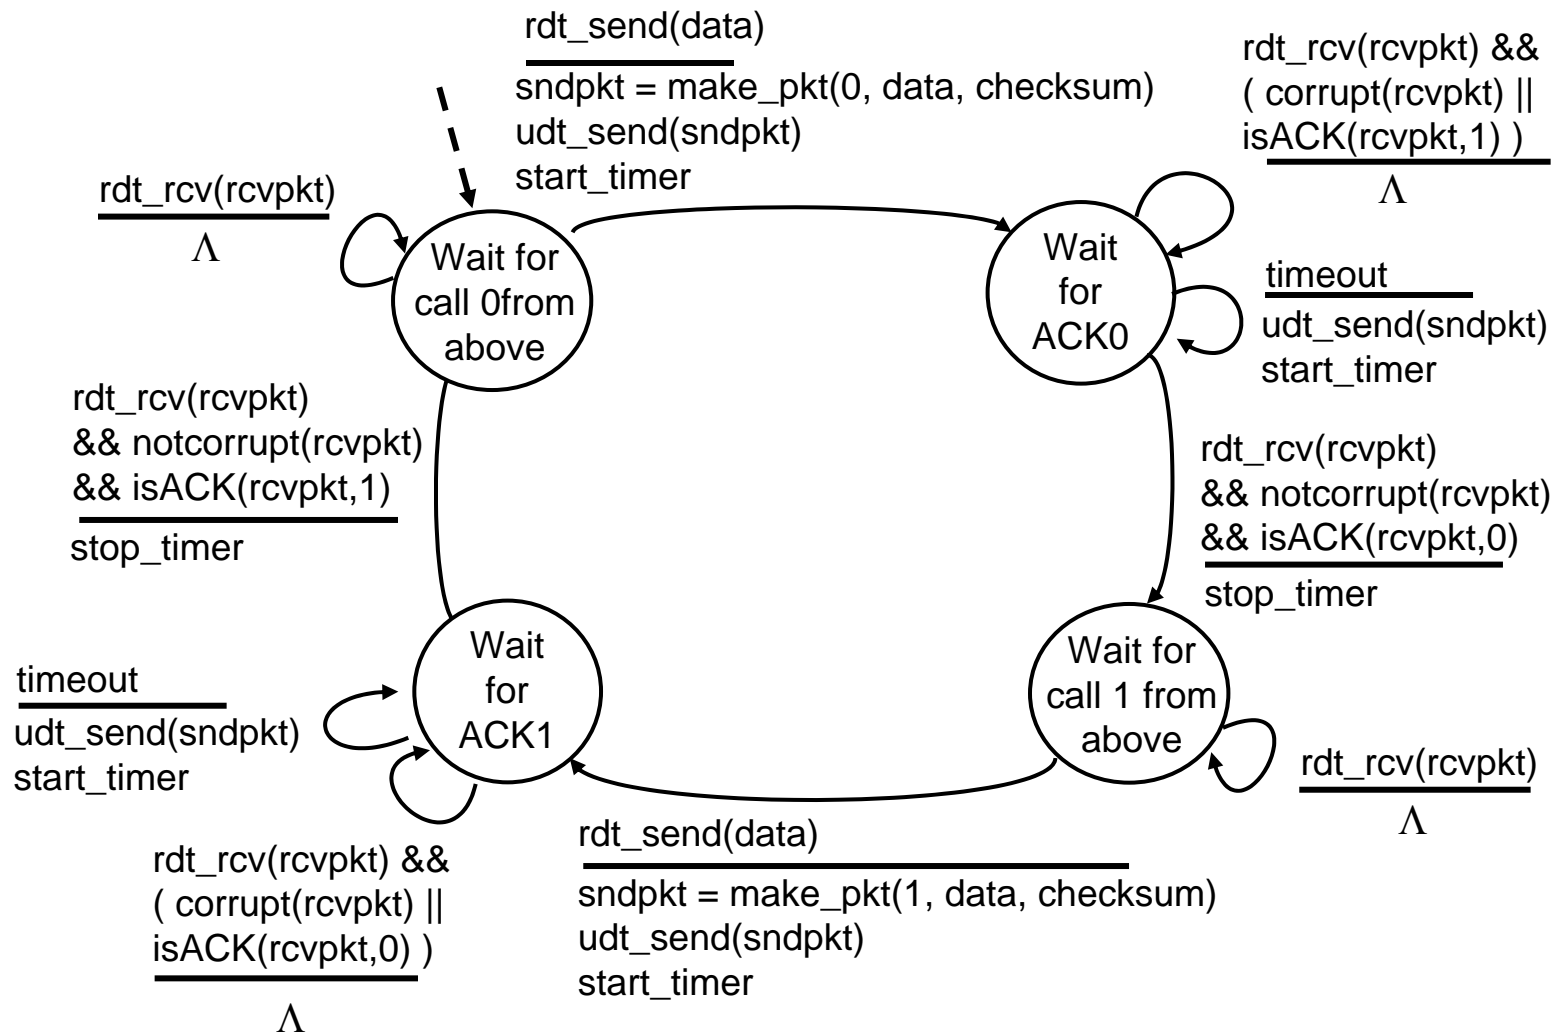 rdt_send(data)
sndpkt = make_pkt(0, data, checksum)
udt_send(sndpkt)
start_timer
rdt_rcv(rcvpkt) &&
( corrupt(rcvpkt) ||
isACK(rcvpkt,1) )
Λ
rdt_rcv(rcvpkt)
Λ
Wait for
call 0from
above
Wait
for
ACK0
timeout
udt_send(sndpkt)
start_timer
rdt_rcv(rcvpkt)
&& notcorrupt(rcvpkt)
&& isACK(rcvpkt,1)
stop_timer
rdt_rcv(rcvpkt)
&& notcorrupt(rcvpkt)
&& isACK(rcvpkt,0)
stop_timer
Wait
for
ACK1
Wait for
call 1 from
above
timeout
udt_send(sndpkt)
start_timer
rdt_rcv(rcvpkt)
Λ
rdt_rcv(rcvpkt) &&
( corrupt(rcvpkt) ||
isACK(rcvpkt,0) )
Λ
rdt_send(data)
sndpkt = make_pkt(1, data, checksum)
udt_send(sndpkt)
start_timer